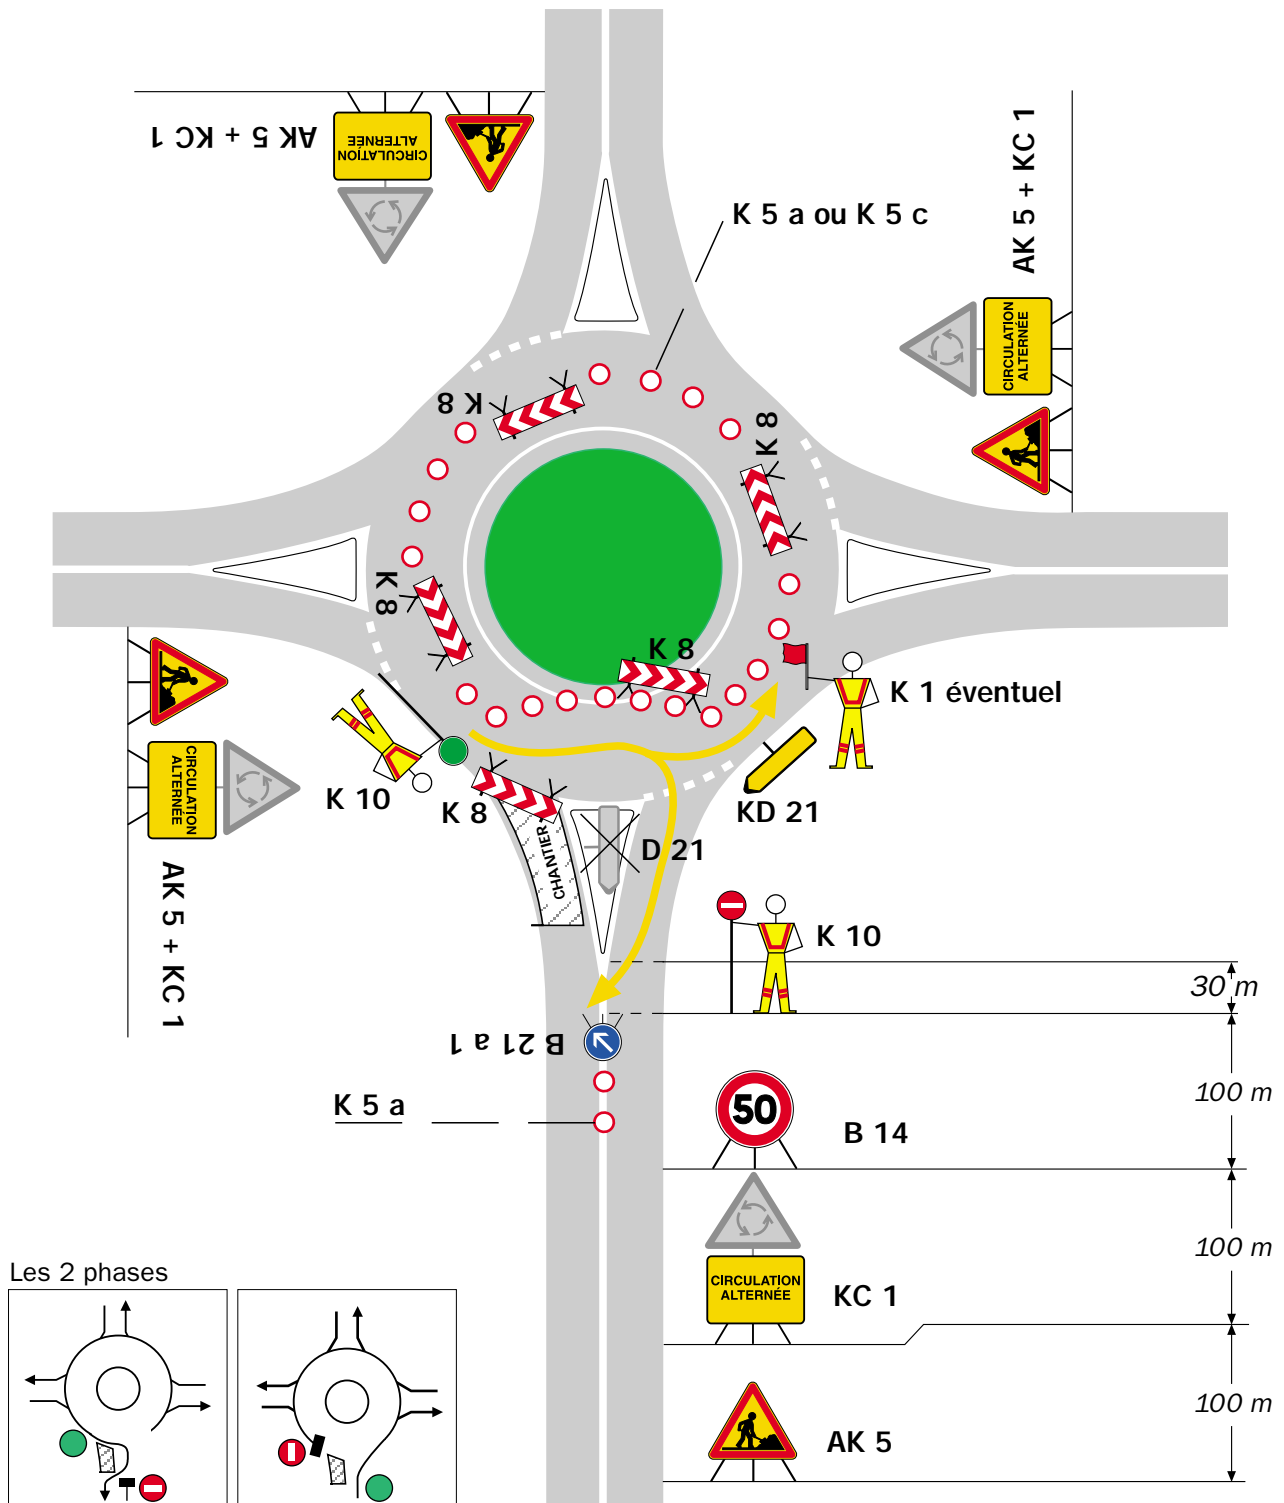 AK 5 + KC 1
CIRCULATION
ALTERNÉE
K 5 a ou K 5 c
AK 5 + KC 1
CIRCULATION
ALTERNÉE
K 8
K 8
K 8
K 8
K 1 éventuel
CIRCULATION
ALTERNÉE
AK 5 + KC 1
K 10
K 8
CHANTIER
KD 21
D 21
K 10
30 m
B 21 a 1
K 5 a
100 m
50
B 14
100 m
CIRCULATION
ALTERNÉE
KC 1
100 m
AK 5
Les 2 phases